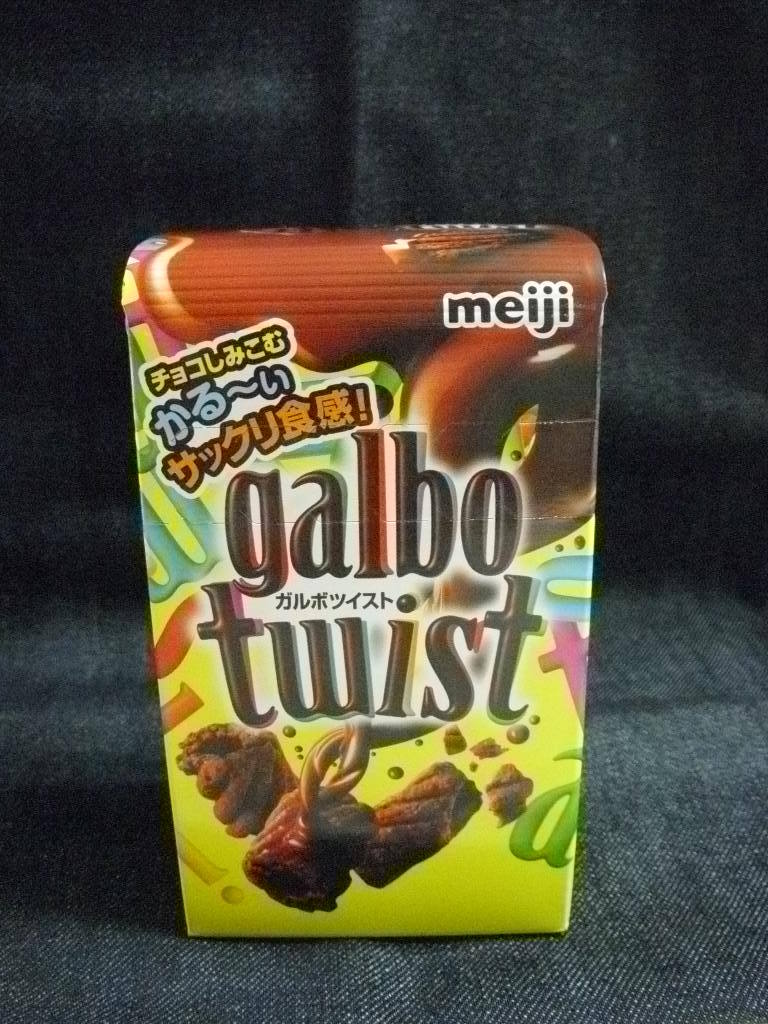 meiji
チョコしみこむ
かる〜い
サックリ食感!
galbo
ガルボツイスト
twist